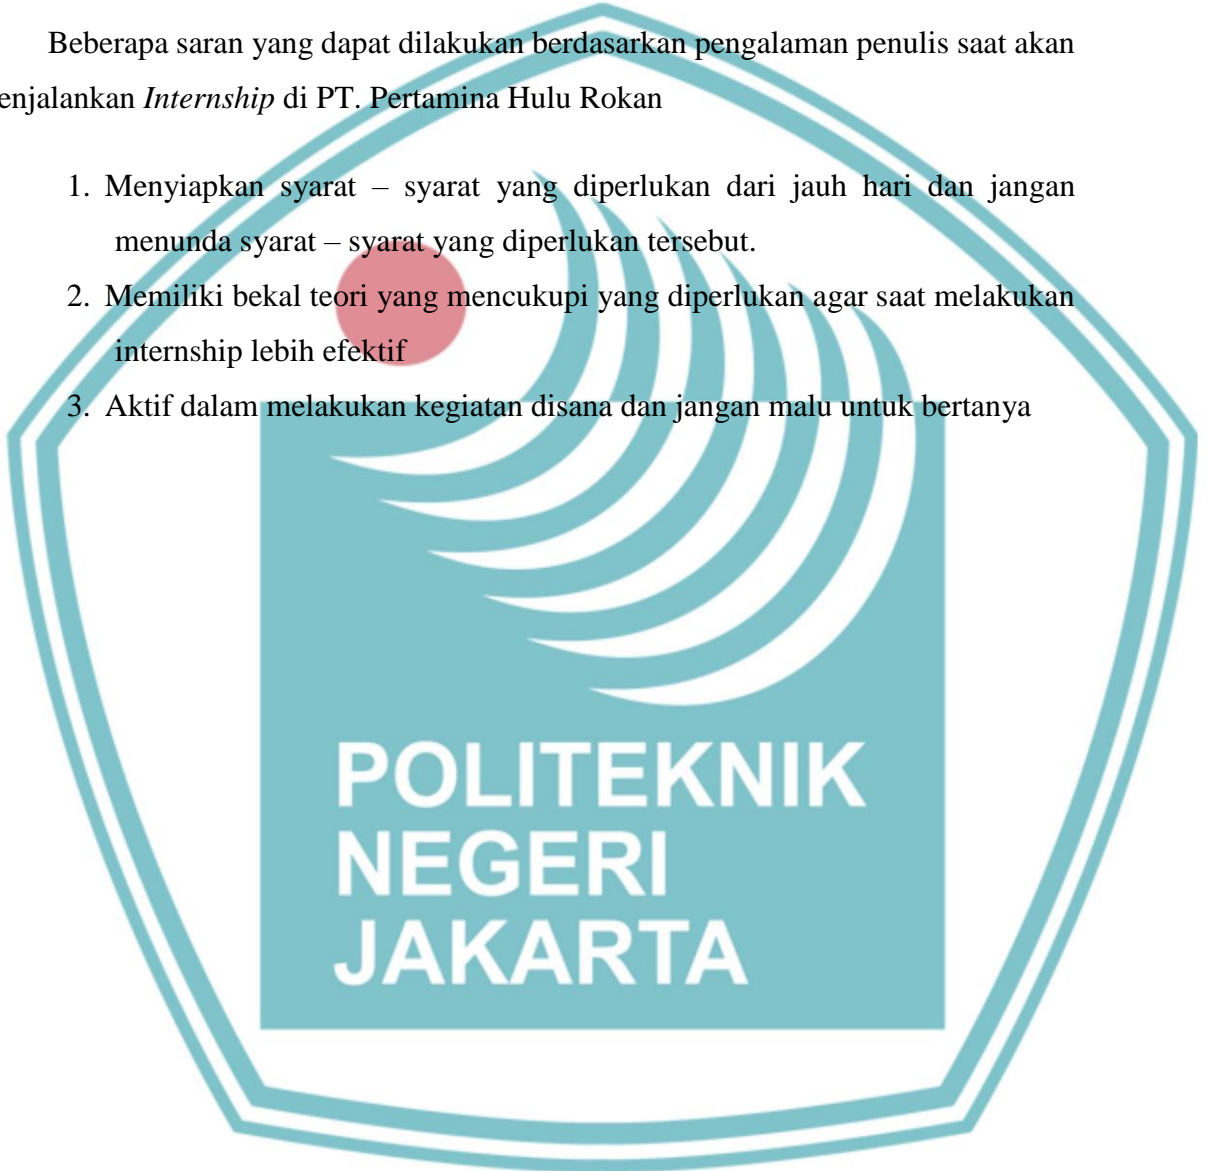 Beberapa saran yang dapat dilakukan berdasarkan pengalaman penulis saat akan
enjalankan Internship di PT. Pertamina Hulu Rokan
1. Menyiapkan syarat – syarat yang diperlukan dari jauh hari dan jangan
menunda syarat – syarat yang diperlukan tersebut.
2. Memiliki bekal teori yang mencukupi yang diperlukan agar saat melakukan
internship lebih efektif
3. Aktif dalam melakukan kegiatan disana dan jangan malu untuk bertanya
POLITEKNIK
NEGERI
JAKARTA